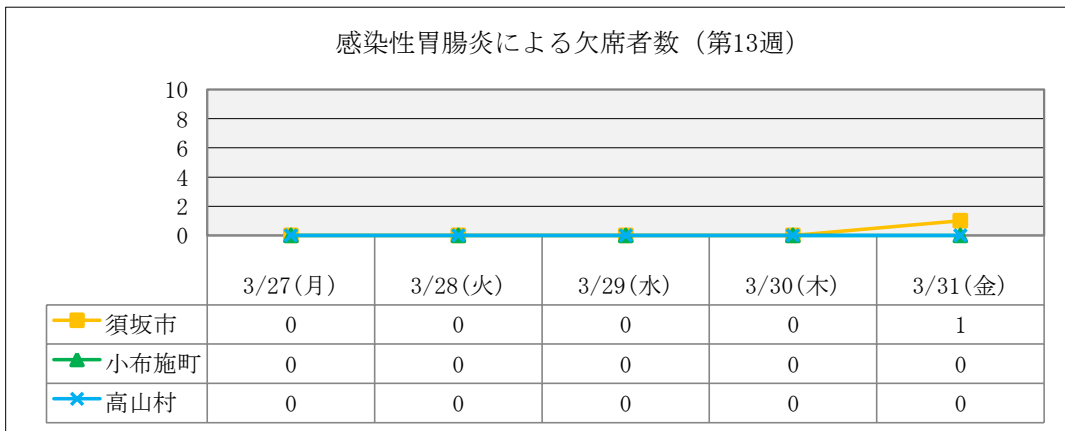 感染性胃腸炎による欠席者数（第13週）
10
8
6
4
2
0
3/27(月) 3/28(火) 3/29(水) 3/30(木) 3/31(金)
須坂市 0 0 0 0 1
小布施町 0 0 0 0 0
高山村 0 0 0 0 0